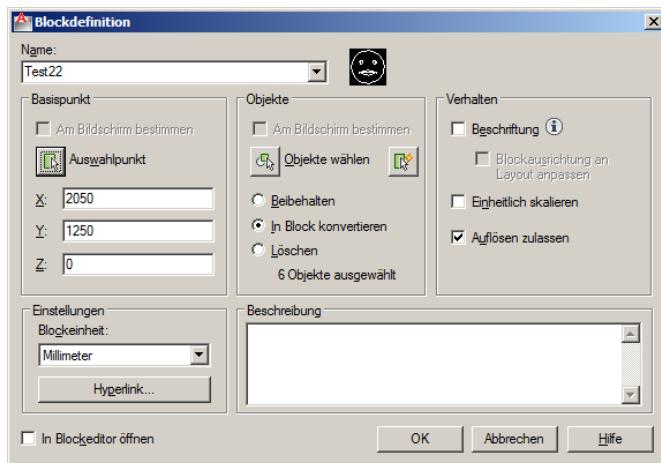 Blockdefinition
Name:
Test22
Basispunkt
Am Bildschirm bestimmen
Auswahlpunkt
X: 2050
Y: 1250
Z: 0
Objekte
Am Bildschirm bestimmen
Objekte wählen
Beibehalten
In Block konvertieren
Löschen
6 Objekte ausgewählt
Verhalten
Beschriftung
Blockausrichtung an
Layout anpassen
Einheitlich skalieren
Auflösen zulassen
Einstellungen
Blockeinheit:
Millimeter
Hyperlink...
Beschreibung
In Blockeditor öffnen
OK
Abbrechen
Hilfe